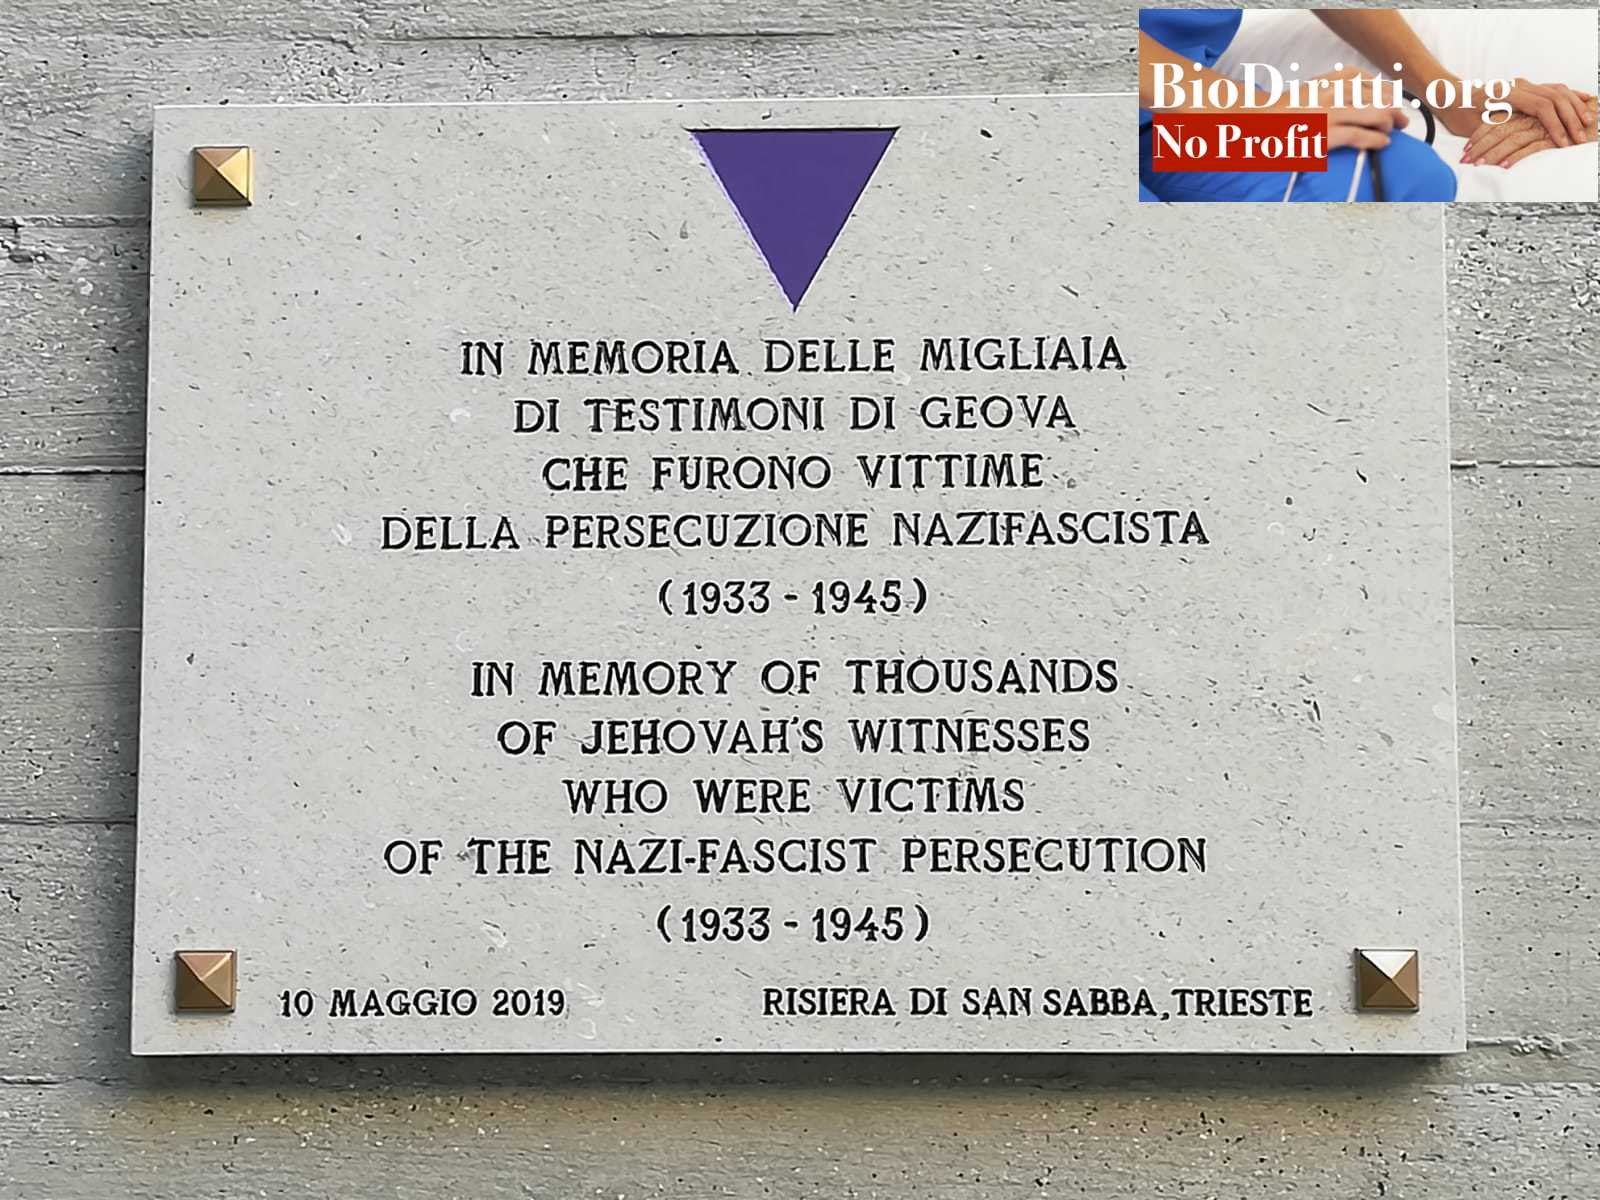 BioDiritti.org
No Profit
IN MEMORIA DELLE MIGLIAIA
DI TESTIMONI DI GEOVA
CHE FURONO VITTIME
DELLA PERSECUZIONE NAZIFASCISTA
(1933 - 1945)
IN MEMORY OF THOUSANDS
OF JEHOVAH'S WITNESSES
WHO WERE VICTIMS
OF THE NAZI-FASCIST PERSECUTION
(1933 - 1945)
10 MAGGIO 2019
RISIERA DI SAN SABBA, TRIESTE